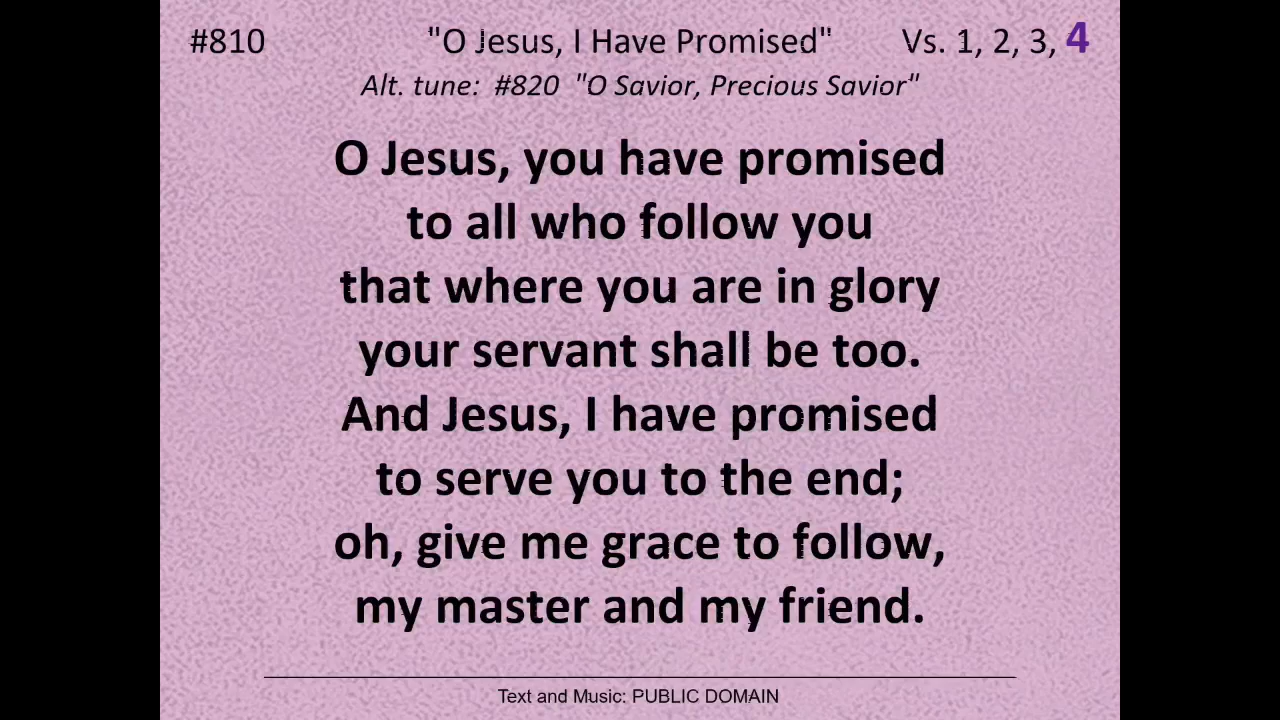 #810 "O Jesus, I Have Promised" Vs. 1, 2, 3, 4
Alt. tune: #820 "O Savior, Precious Savior"
O Jesus, you have promised
to all who follow you
that where you are in glory
your servant shall be too.
And Jesus, I have promised
to serve you to the end;
oh, give me grace to follow,
my master and my friend.
Text and Music: PUBLIC DOMAIN